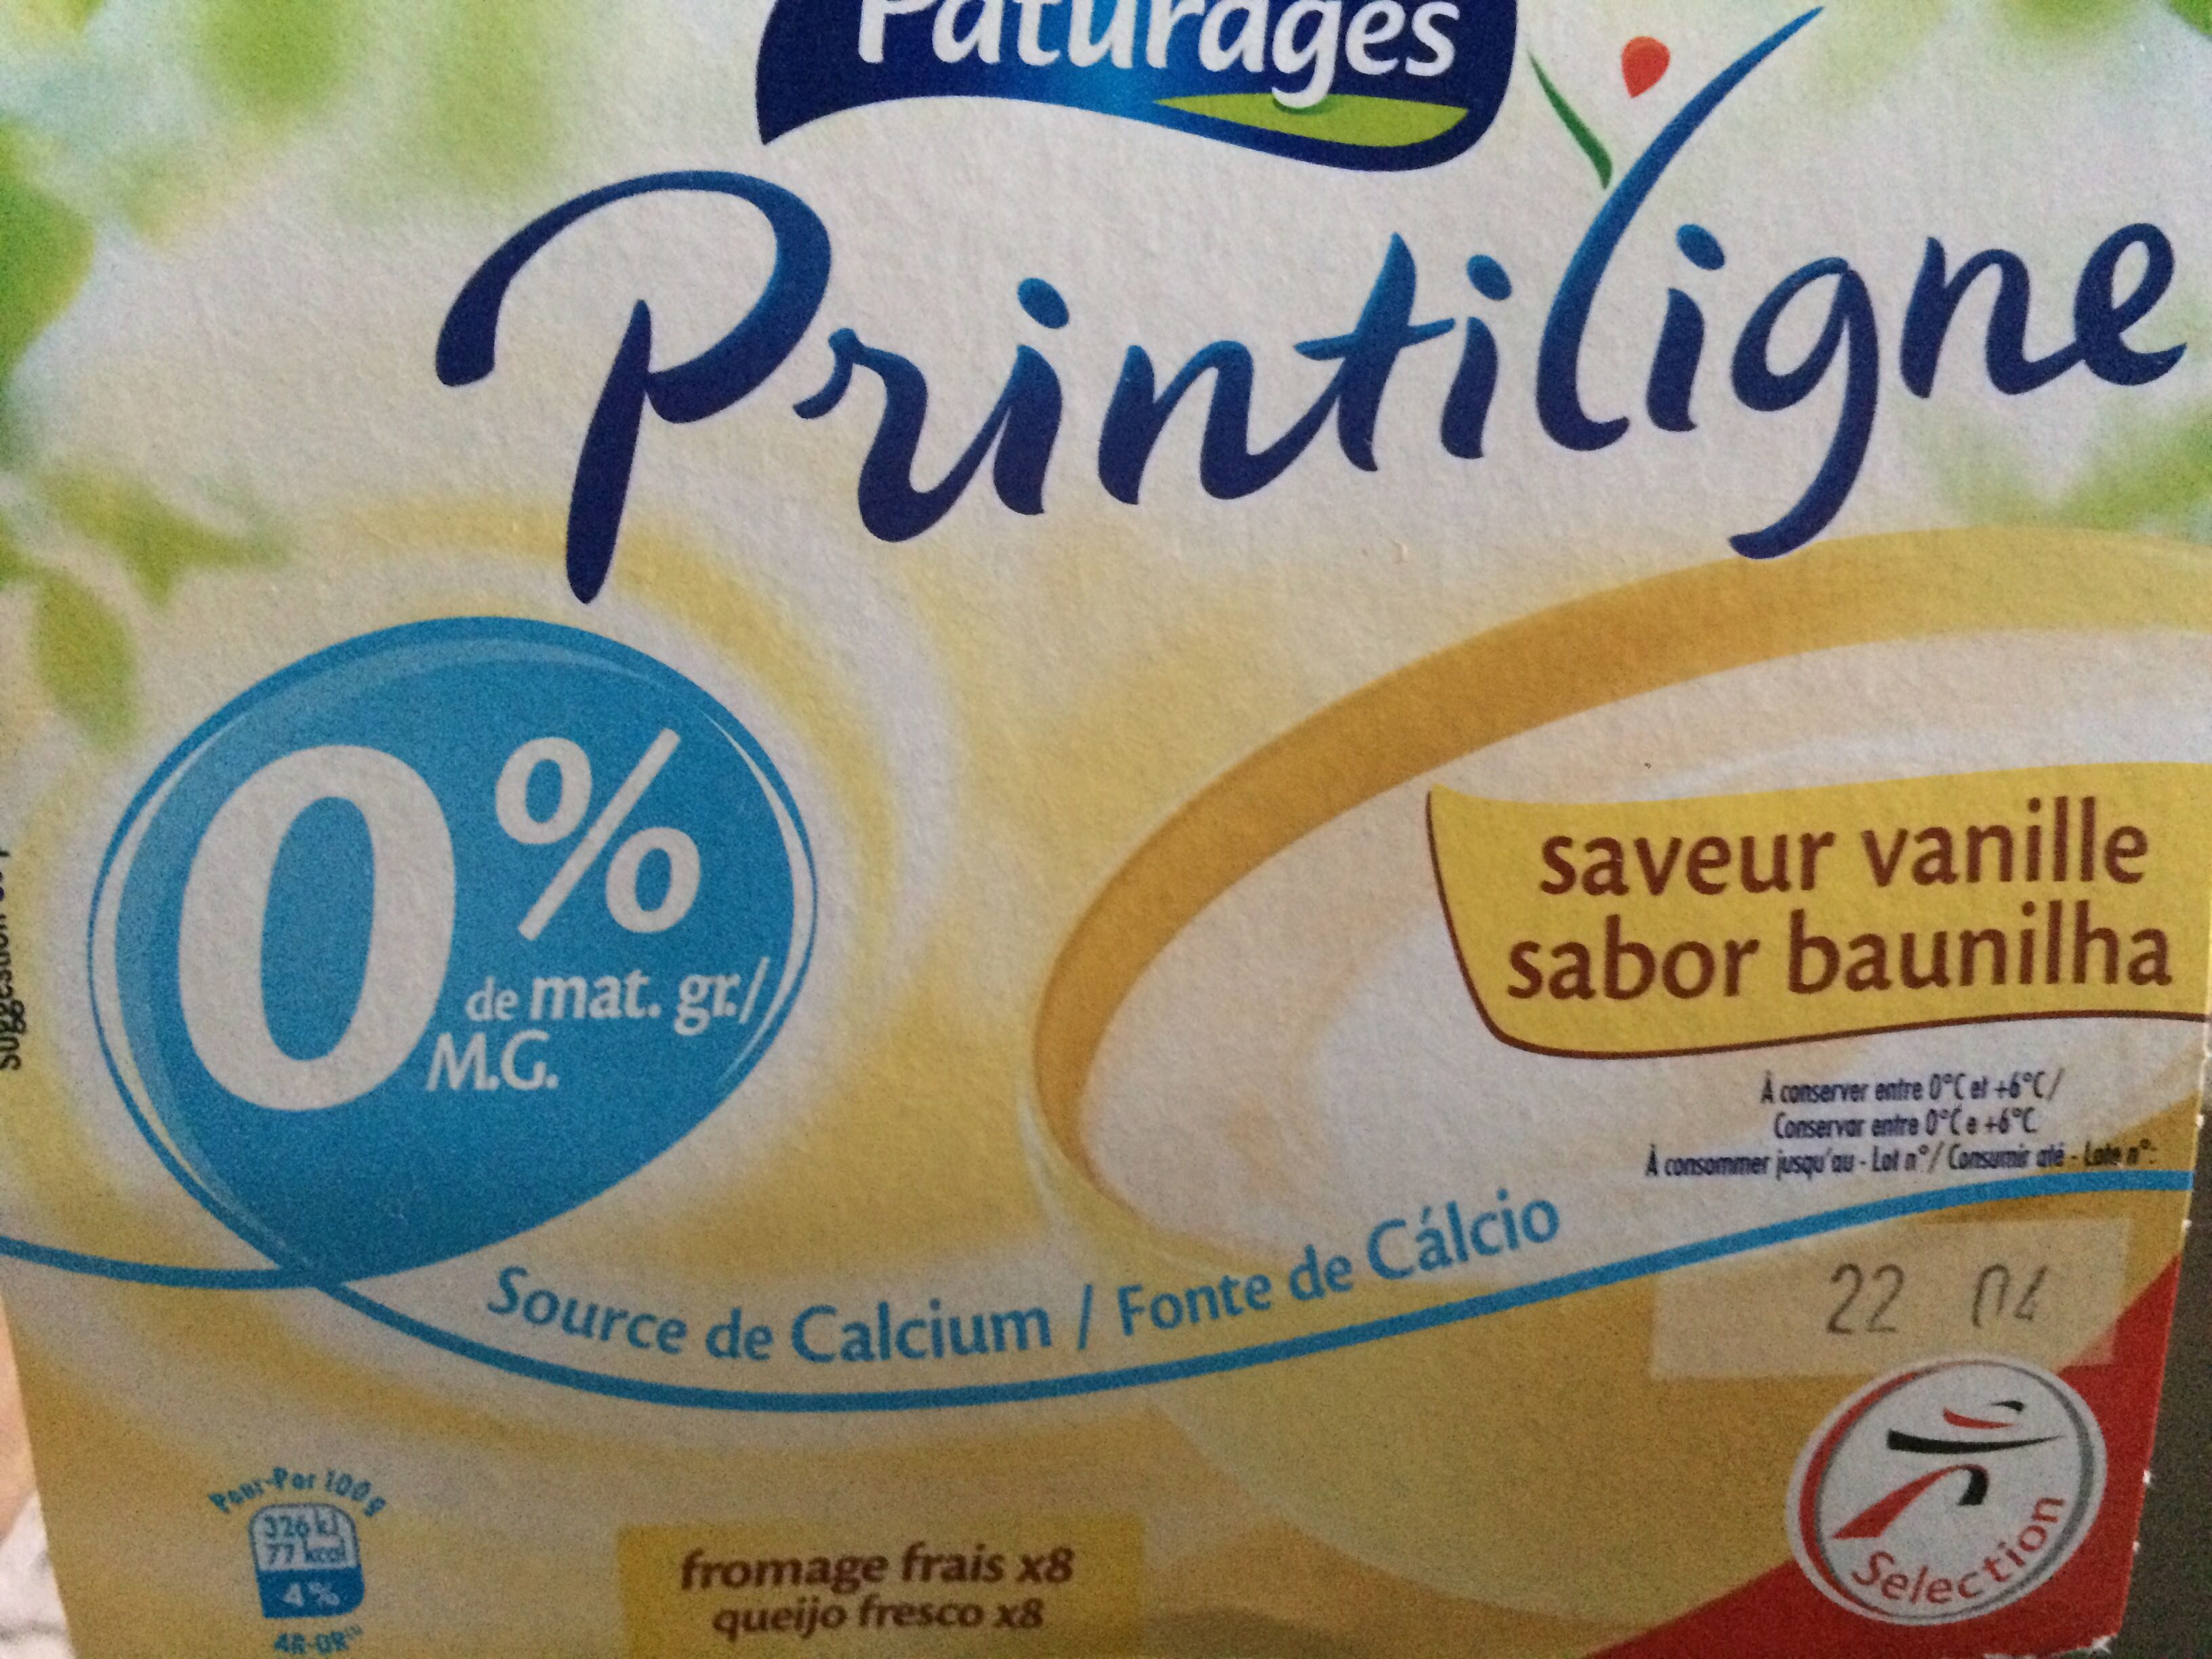 Pâturages
Printiligne
0%
de mat. gr./
M.G.
saveur vanille
sabor baunilha
À conserver entre 0°C et +6°C/
Conservar entre 0°C e +6°C.
À consommer jusqu'au - Lot n°/ Consumir até - Lote n°:
Source de Calcium / Fonte de Cálcio
22 04
Pour-Por 100g
326 kJ
77 kcal
4%
fromage frais x8
queijo fresco x8
Selection